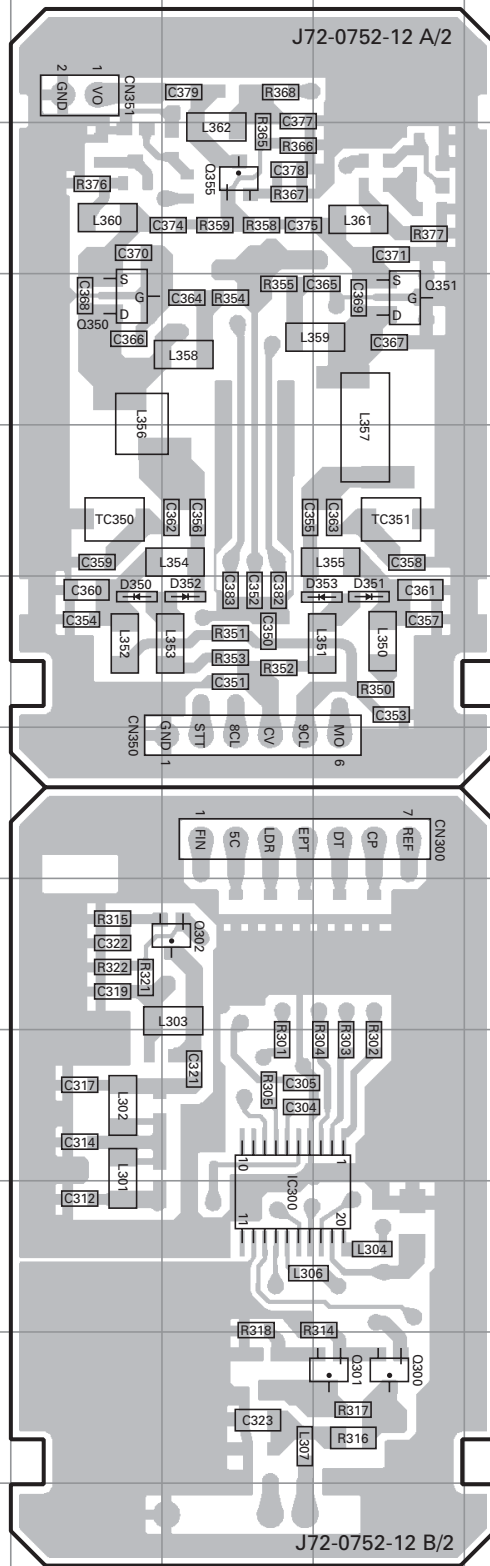 J72-0752-12 A/2
2 GND
1 VO
CN351
C379
R368
L362
R365
C377
R366
Q355
C378
R367
R376
L360
C374
R359
R358
C375
L361
R377
C370
C371
C368
S
G
D
Q350
C364
R354
R355
C365
C369
S
G
D
Q351
C366
L358
L359
C367
L356
L357
TC350
C362
C356
C355
C363
TC351
C359
L354
L355
C358
C360
D350
D352
C383
C352
C382
D353
D351
C361
C354
L352
L353
R351
C350
L351
L350
C357
R353
R352
C351
R350
C353
CN350
GND 1
STT
8CL
CV
9CL
MO 6
1 FIN
5C
LDR
EPT
DT
CP
7 REF
CN300
R315
Q302
C322
R322
R321
C319
L303
R301
R304
R303
R302
C321
C317
L302
R305
C305
C304
C314
L301
C312
10
1
IC300
11
20
L304
L306
R318
R314
Q301
Q300
R317
C323
L307
R316
J72-0752-12 B/2